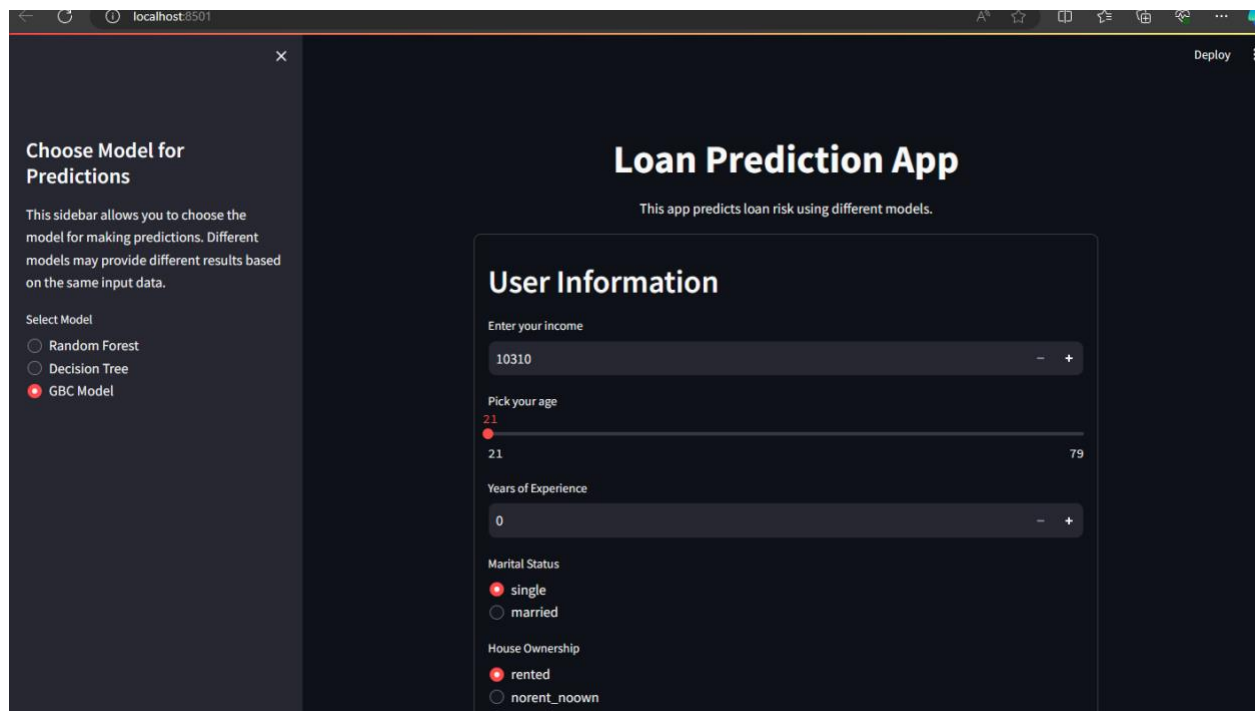 localhost:8501
Deploy
Choose Model for
Predictions
This sidebar allows you to choose the
model for making predictions. Different
models may provide different results based
on the same input data.
Select Model
Random Forest
Decision Tree
GBC Model
Loan Prediction App
This app predicts loan risk using different models.
User Information
Enter your income
10310
Pick your age
21
21 79
Years of Experience
0
Marital Status
single
married
House Ownership
rented
norent_noown